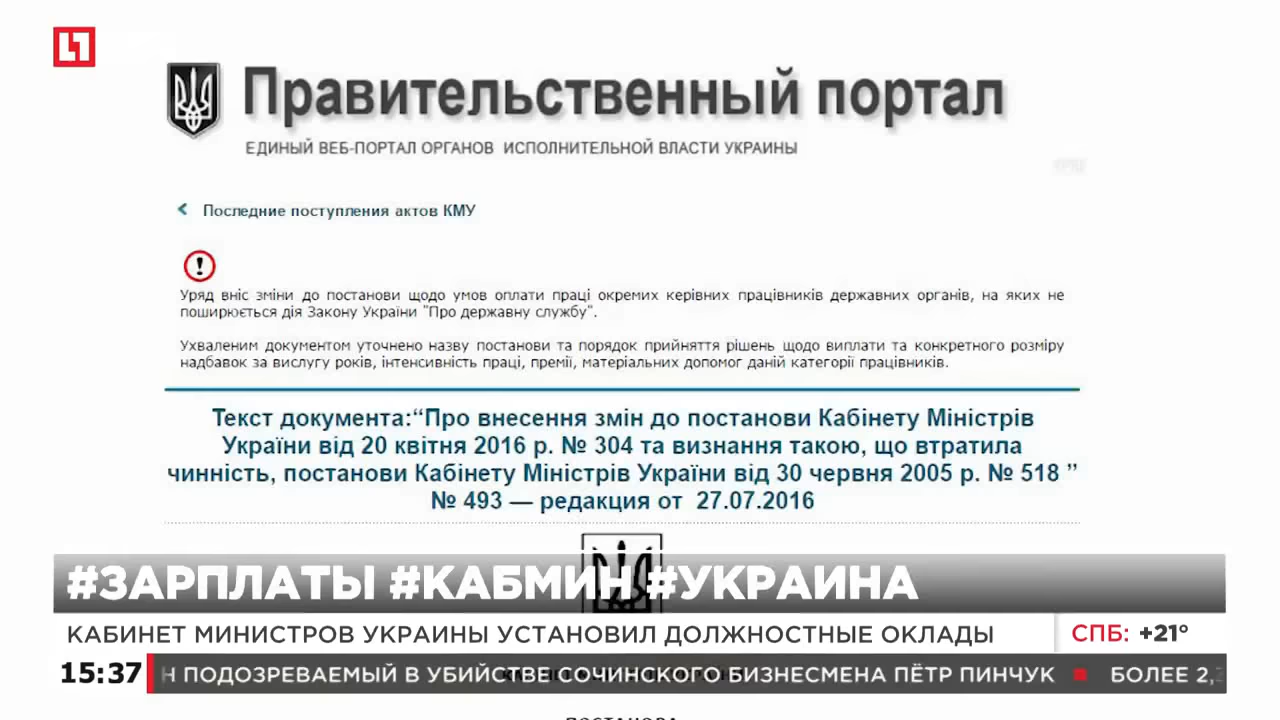 Правительственный портал
ЕДИНЫЙ ВЕБ-ПОРТАЛ ОРГАНОВ ИСПОЛНИТЕЛЬНОЙ ВЛАСТИ УКРАИНЫ
Последние поступления актов КМУ
Уряд вніс зміни до постанови щодо умов оплати праці окремих керівних працівників державних органів, на яких не
поширюється дія Закону України "Про державну службу".
Ухваленим документом уточнено назву постанови та порядок прийняття рішень щодо виплати та конкретного розміру
надбавок за вислугу років, інтенсивність праці, премії, матеріальних допомог даній категорії працівників.
Текст документа:“Про внесення змін до постанови Кабінету Міністрів
України від 20 квітня 2016 р. № 304 та визнання такою, що втратила
чинність, постанови Кабінету Міністрів України від 30 червня 2005 р. № 518 ”
№ 493 — редакция от 27.07.2016
#ЗАРПЛАТЫ #КАБМИН #УКРАИНА
КАБИНЕТ МИНИСТРОВ УКРАИНЫ УСТАНОВИЛ ДОЛЖНОСТНЫЕ ОКЛАДЫ
СПБ: +21°
15:37
Н ПОДОЗРЕВАЕМЫЙ В УБИЙСТВЕ СОЧИНСКОГО БИЗНЕСМЕНА ПЁТР ПИНЧУК ■ БОЛЕЕ 2,